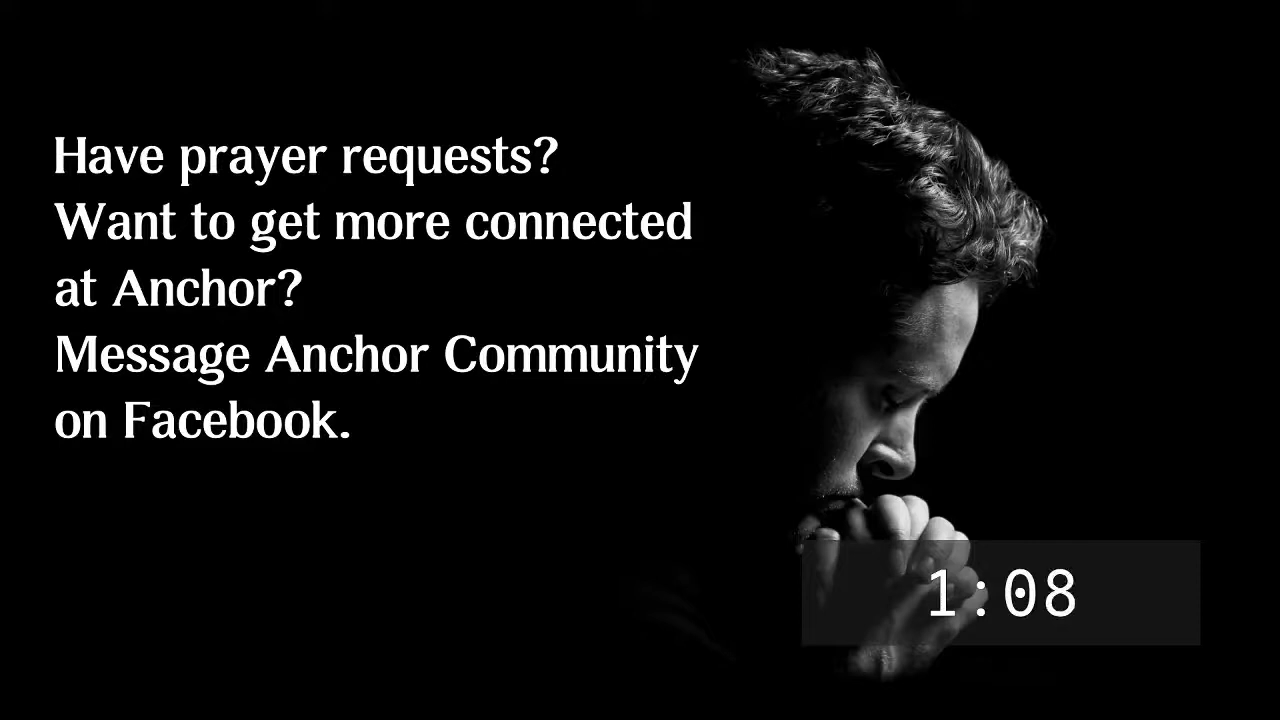 Have prayer requests?
Want to get more connected
at Anchor?
Message Anchor Community
on Facebook.
1:08